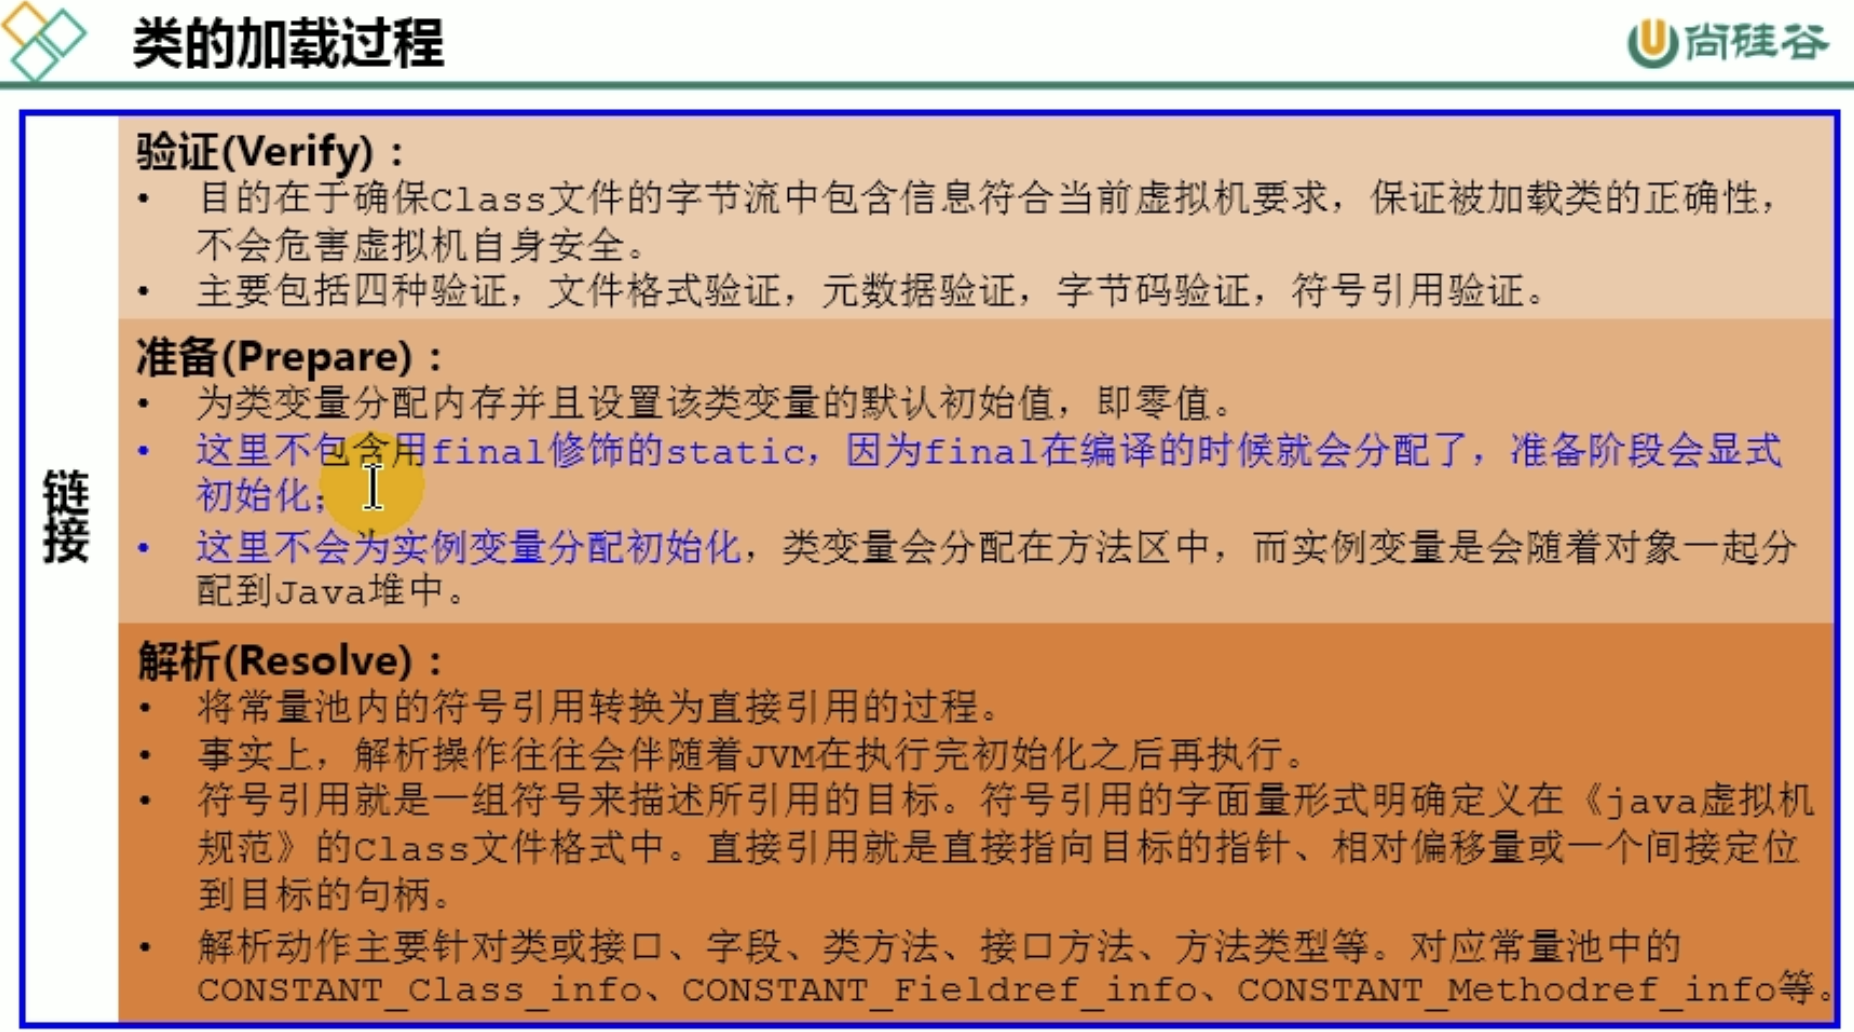 类的加载过程
尚硅谷
链接
验证(Verify)：
• 目的在于确保Class文件的字节流中包含信息符合当前虚拟机要求，保证被加载类的正确性，
不会危害虚拟机自身安全。
• 主要包括四种验证，文件格式验证，元数据验证，字节码验证，符号引用验证。
准备(Prepare)：
• 为类变量分配内存并且设置该类变量的默认初始值，即零值。
• 这里不包含用final修饰的static，因为final在编译的时候就会分配了，准备阶段会显式
初始化；
• 这里不会为实例变量分配初始化，类变量会分配在方法区中，而实例变量是会随着对象一起分
配到Java堆中。
解析(Resolve)：
• 将常量池内的符号引用转换为直接引用的过程。
• 事实上，解析操作往往会伴随着JVM在执行完初始化之后再执行。
• 符号引用就是一组符号来描述所引用的目标。符号引用的字面量形式明确定义在《java虚拟机
规范》的Class文件格式中。直接引用就是直接指向目标的指针、相对偏移量或一个间接定位
到目标的句柄。
• 解析动作主要针对类或接口、字段、类方法、接口方法、方法类型等。对应常量池中的
CONSTANT_Class_info、CONSTANT_Fieldref_info、CONSTANT_Methodref_info等。